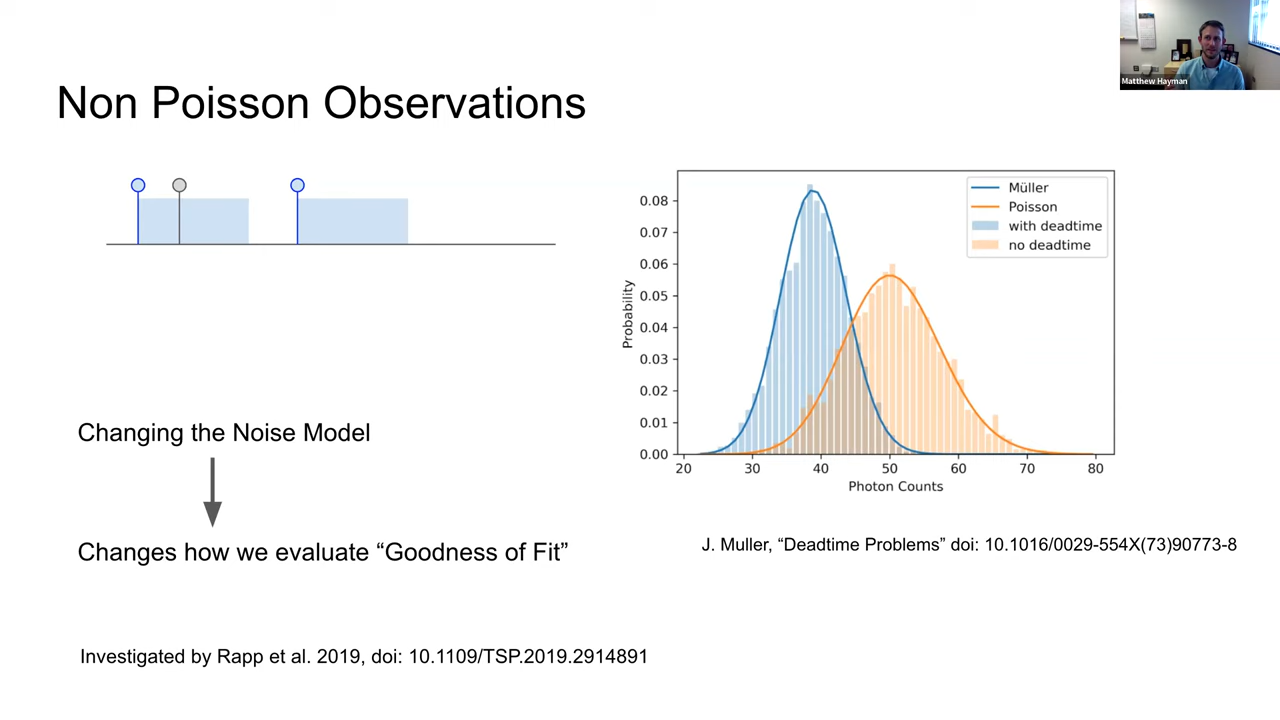 Matthew Hayman
Non Poisson Observations
Changing the Noise Model
Changes how we evaluate “Goodness of Fit”
Investigated by Rapp et al. 2019, doi: 10.1109/TSP.2019.2914891
Müller
Poisson
with deadtime
no deadtime
0.08
0.07
0.06
0.05
0.04
0.03
0.02
0.01
0.00
Probability
20 30 40 50 60 70 80
Photon Counts
J. Muller, “Deadtime Problems” doi: 10.1016/0029-554X(73)90773-8